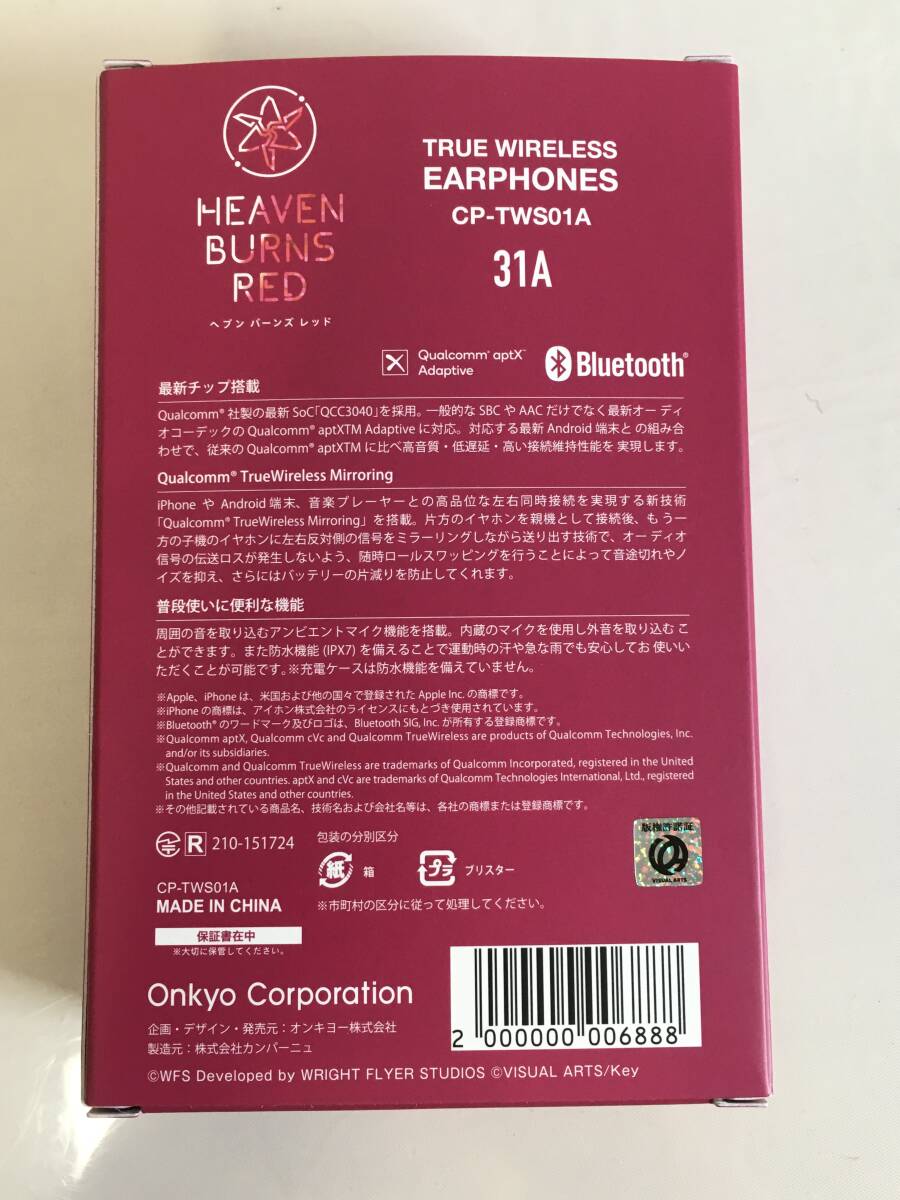 HEAVEN
BURNS
RED
ヘブン バーンズ レッド
TRUE WIRELESS
EARPHONES
CP-TWS01A
31A
Qualcomm® aptX™
Adaptive
Bluetooth®
最新チップ搭載
Qualcomm® 社製の最新 SoC「QCC3040」を採用。一般的な SBC や AAC だけでなく最新オー ディ
オコーデックの Qualcomm® aptXTM Adaptive に対応。対応する最新 Android 端末と の組み合
わせで、従来の Qualcomm® aptXTM に比べ高音質・低遅延・高い接続維持性能を 実現します。
Qualcomm® TrueWireless Mirroring
iPhone や Android 端末、音楽プレーヤーとの高品位な左右同時接続を実現する新技術
「Qualcomm® TrueWireless Mirroring」を搭載。片方のイヤホンを親機として接続後、もう一
方の子機のイヤホンに左右反対側の信号をミラーリングしながら送り出す技術で、オー ディオ
信号の伝送ロスが発生しないよう、随時ロールスワッピングを行うことによって音途切れやノ
イズを抑え、さらにはバッテリーの片減りを防止してくれます。
普段使いに便利な機能
周囲の音を取り込むアンビエントマイク機能を搭載。内蔵のマイクを使用し外音を取り込む こ
とができます。また防水機能 (IPX7) を備えることで運動時の汗や急な雨でも安心してお 使いい
ただくことが可能です。※充電ケースは防水機能を備えていません。
※Apple、iPhone は、米国および他の国々で登録された Apple Inc. の商標です。
※iPhone の商標は、アイホン株式会社のライセンスにもとづき使用されています。
※Bluetooth® のワードマーク及びロゴは、Bluetooth SIG, Inc. が所有する登録商標です。
※Qualcomm aptX, Qualcomm cVc and Qualcomm TrueWireless are products of Qualcomm Technologies, Inc.
and/or its subsidiaries.
※Qualcomm and Qualcomm TrueWireless are trademarks of Qualcomm Incorporated, registered in the United
States and other countries. aptX and cVc are trademarks of Qualcomm Technologies International, Ltd., registered
in the United States and other countries.
※その他記載されている商品名、技術名および会社名等は、各社の商標または登録商標です。
R 210-151724
包装の分別区分
紙 箱
プラ ブリスター
※市町村の区分に従って処理してください。
版権許諾証
VISUAL ARTS
CP-TWS01A
MADE IN CHINA
保証書在中
※大切に保管してください。
Onkyo Corporation
企画・デザイン・発売元：オンキヨー株式会社
製造元：株式会社カンパーニュ
2 000000 006888
©WFS Developed by WRIGHT FLYER STUDIOS ©VISUAL ARTS/Key